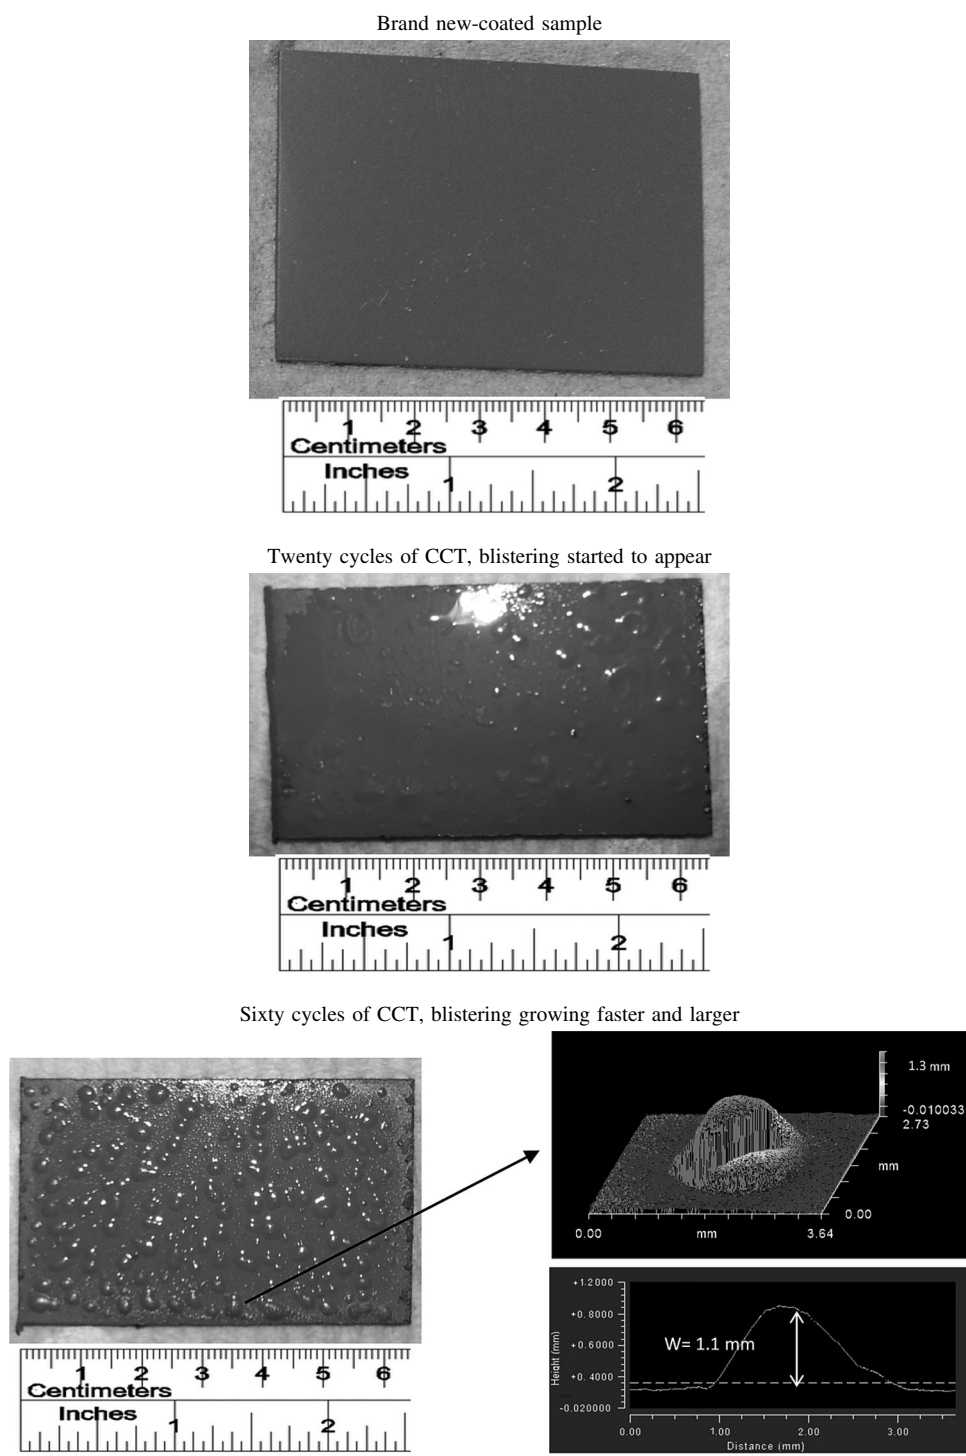 Brand new-coated sample
1 2 3 4 5 6
Centimeters
Inches
1 2
Twenty cycles of CCT, blistering started to appear
1 2 3 4 5 6
Centimeters
Inches
1 2
Sixty cycles of CCT, blistering growing faster and larger
1.3 mm
-0.010033
2.73
mm
0.00
0.00 mm 3.64
1 2 3 4 5 6
Centimeters
Inches
1 2
+1.2000
+0.8000
+0.6000
+0.4000
-0.020000
Height (mm)
W= 1.1 mm
0.00 1.00 2.00 3.00
Distance (mm)